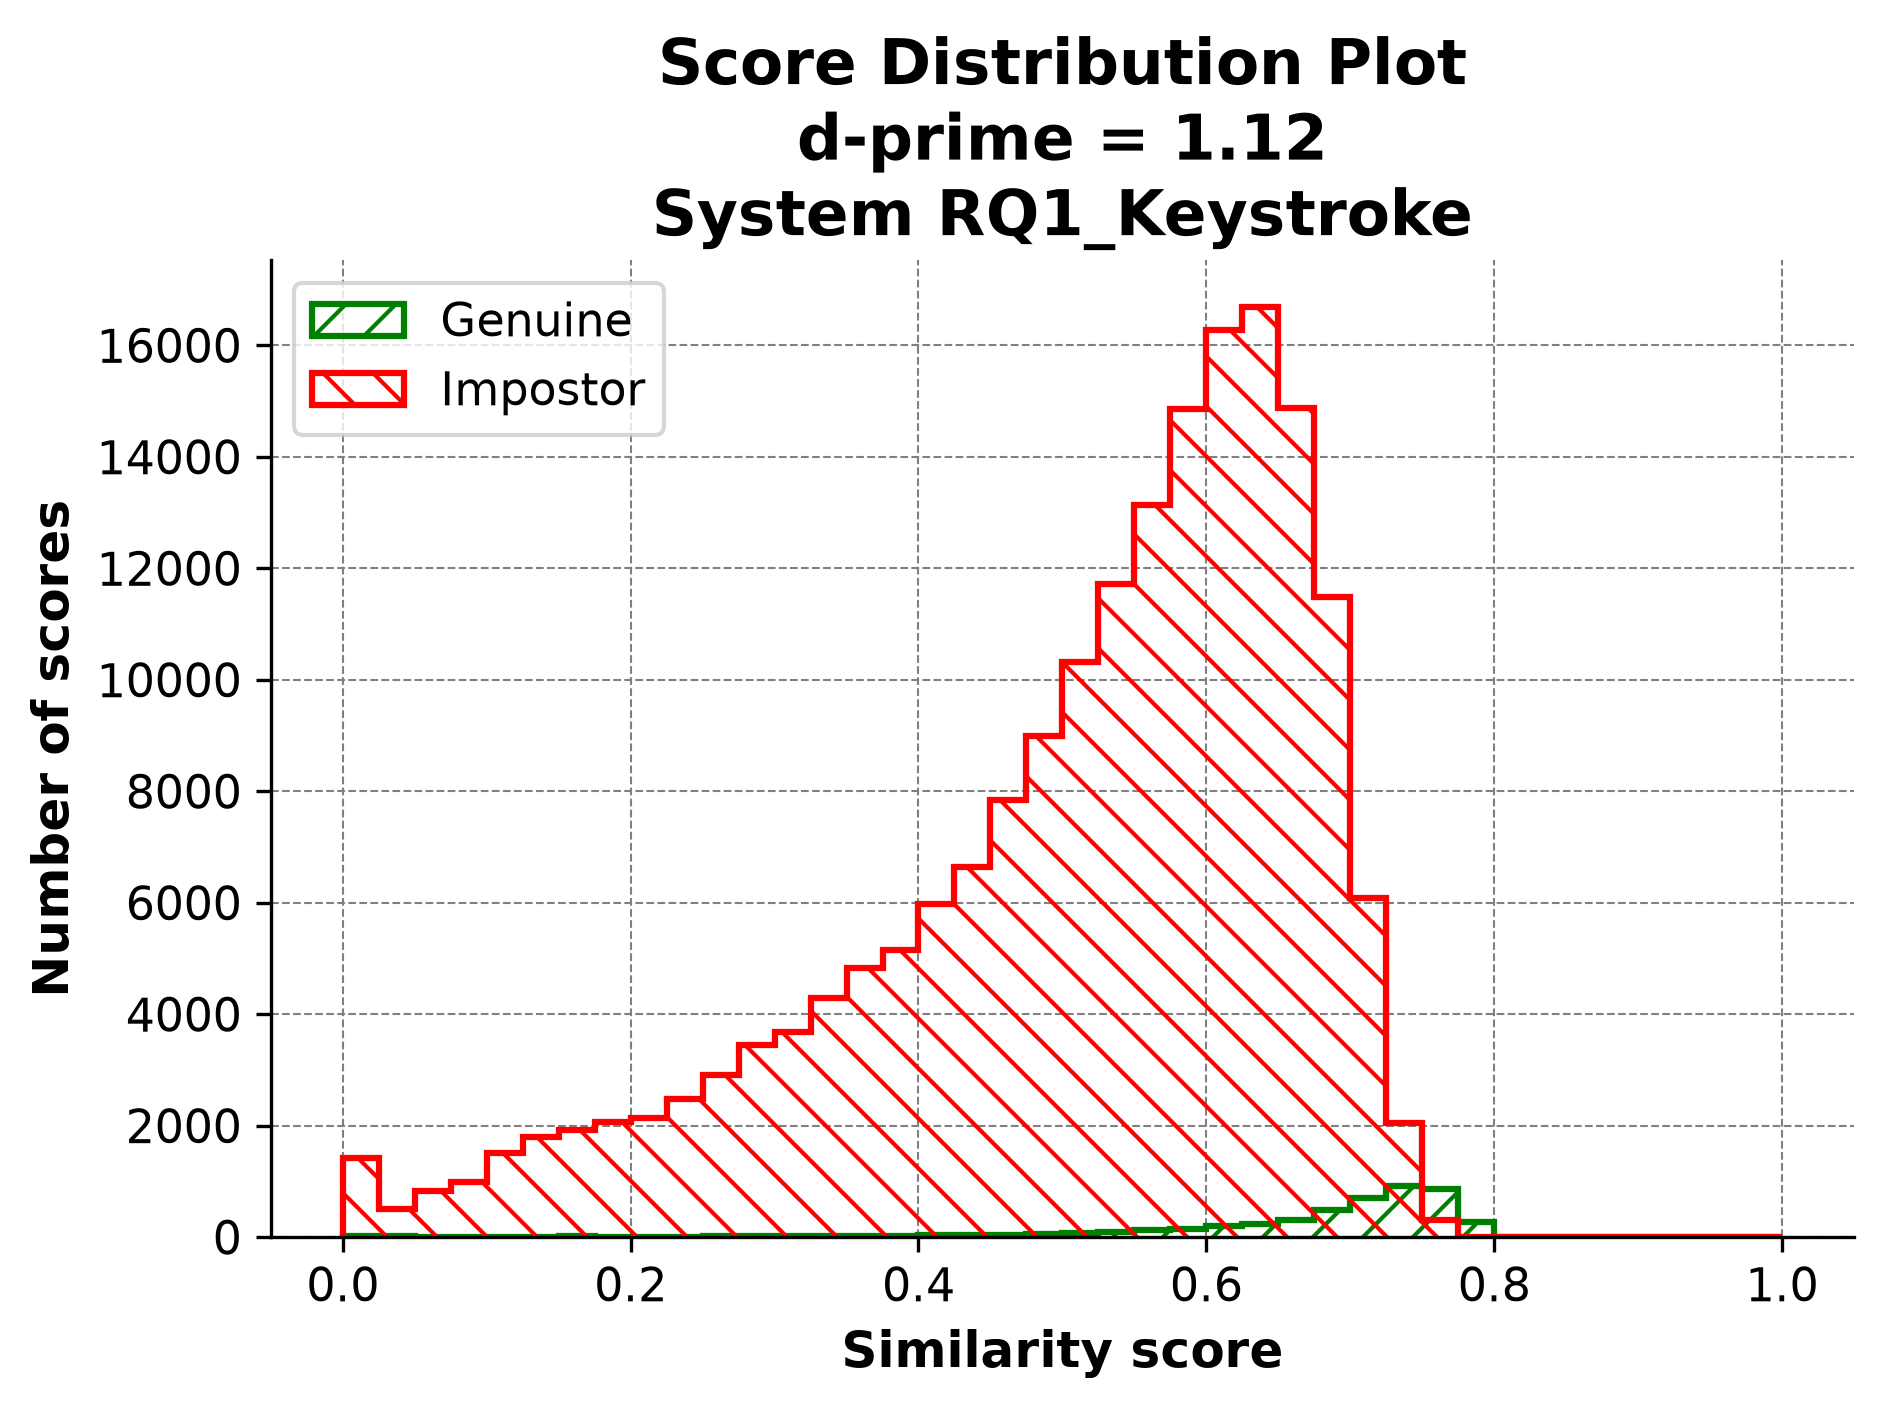 Score Distribution Plot
d-prime = 1.12
System RQ1_Keystroke
Genuine
Impostor
16000
14000
12000
10000
8000
6000
4000
2000
0
Number of scores
0.0 0.2 0.4 0.6 0.8 1.0
Similarity score